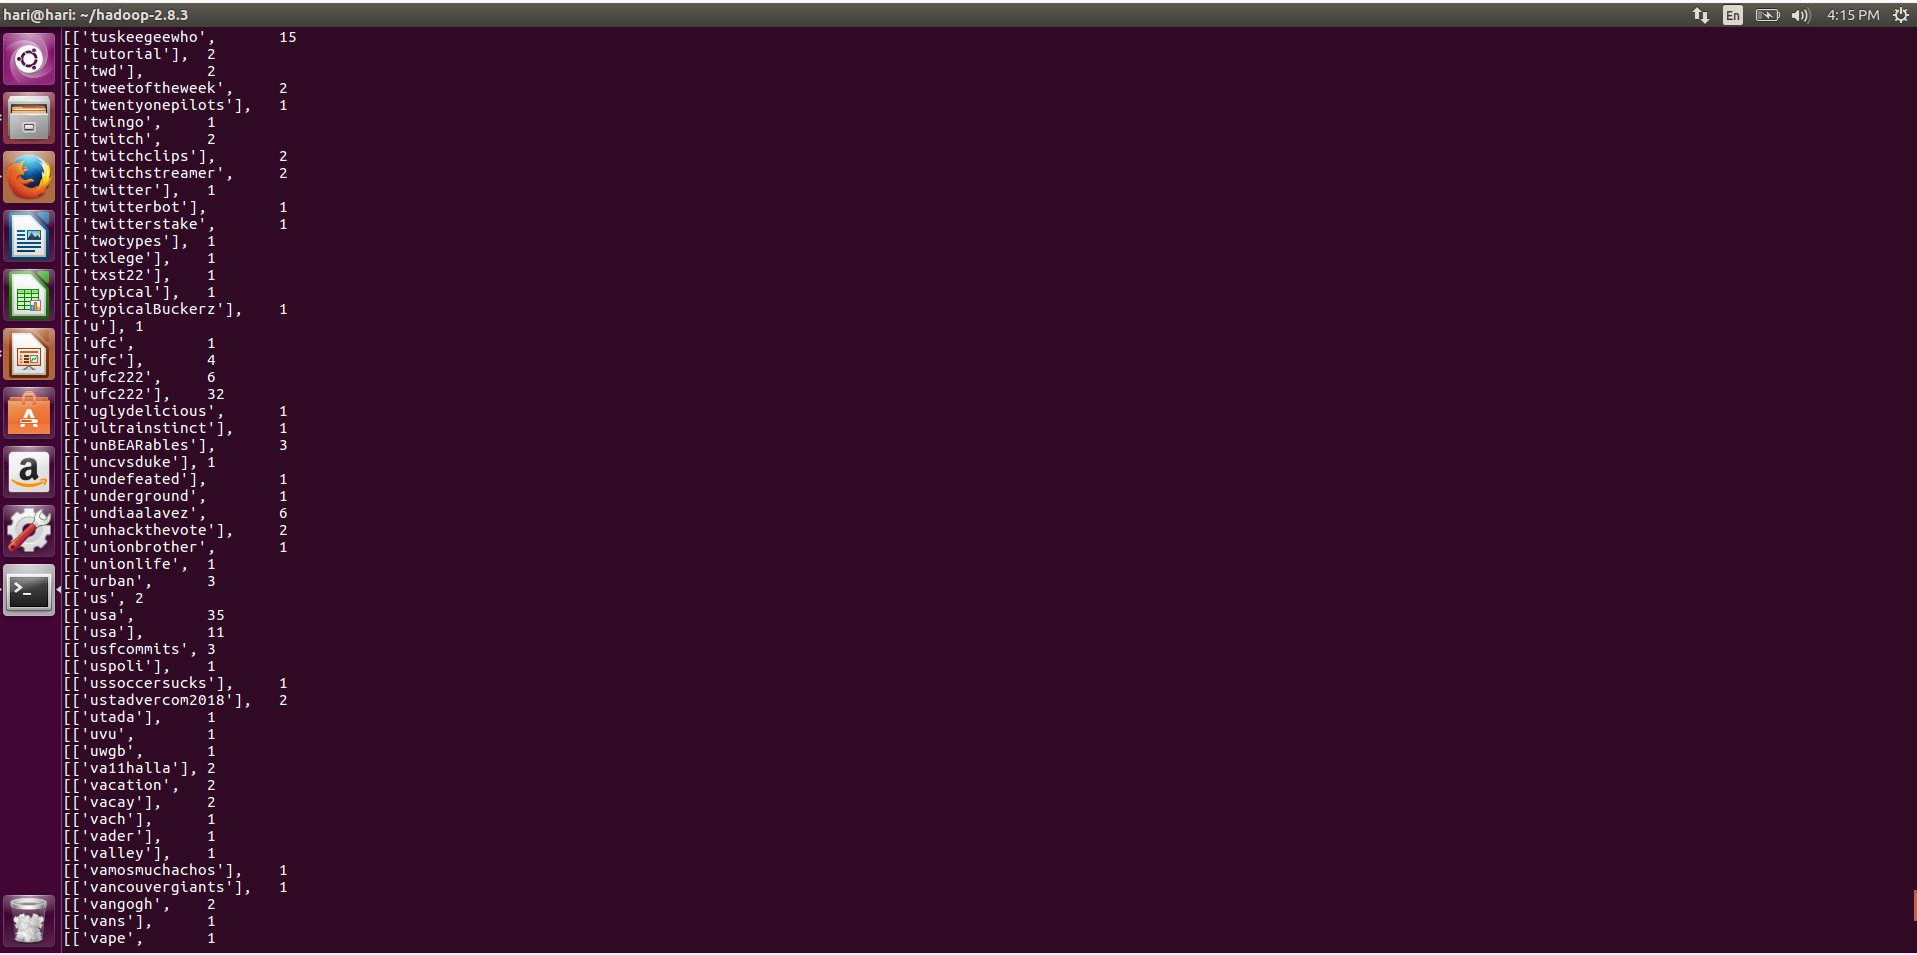 hari@hari: ~/hadoop-2.8.3 En 4:15 PM
[['tuskeegeewho', 15
[['tutorial'], 2
[['twd'], 2
[['tweetoftheweek', 2
[['twentyonepilots'], 1
[['twingo', 1
[['twitch', 2
[['twitchclips'], 2
[['twitchstreamer', 2
[['twitter'], 1
[['twitterbot'], 1
[['twitterstake', 1
[['twotypes'], 1
[['txlege'], 1
[['txst22'], 1
[['typical'], 1
[['typicalBuckerz'], 1
[['u'], 1
[['ufc', 1
[['ufc'], 4
[['ufc222', 6
[['ufc222'], 32
[['uglydelicious', 1
[['ultrainstinct'], 1
[['unBEARables'], 3
[['uncvsduke'], 1
[['undefeated'], 1
[['underground', 1
[['undiaalavez', 6
[['unhackthevote'], 2
[['unionbrother', 1
[['unionlife', 1
[['urban', 3
[['us', 2
[['usa', 35
[['usa'], 11
[['usfcommits', 3
[['uspoli'], 1
[['ussoccersucks'], 1
[['ustadvercom2018'], 2
[['utada'], 1
[['uvu', 1
[['uwgb', 1
[['va11halla'], 2
[['vacation', 2
[['vacay'], 2
[['vach'], 1
[['vader'], 1
[['valley'], 1
[['vamosmuchachos'], 1
[['vancouvergiants'], 1
[['vangogh', 2
[['vans'], 1
[['vape', 1